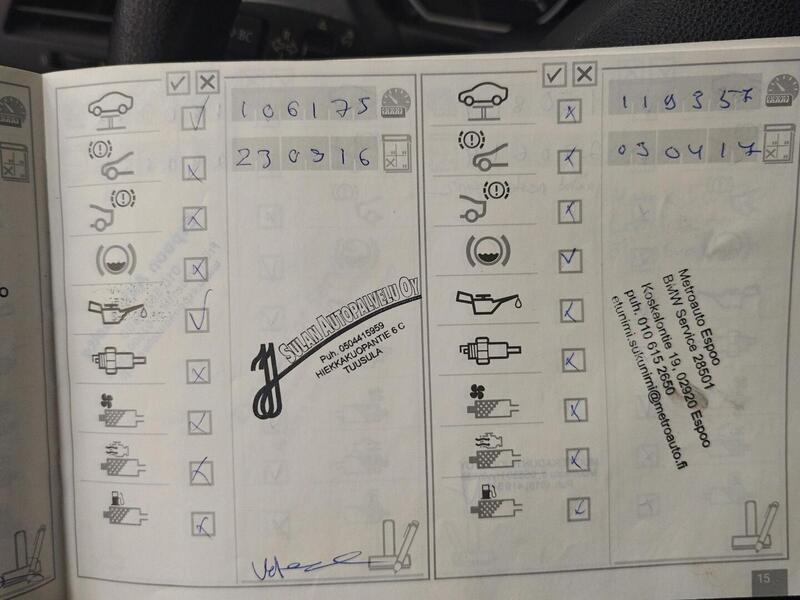 BC
106175
230316
SULAN AUTOPALVELU OY
Puh. 0504415959
HIEKKAKUOPANTIE 6 C
TUUSULA
119357
030417
Metroauto Espoo
BMW Service 28501
Koskelontie 19, 02920 Espoo
puh. 010 615 2650
etunimi.sukunimi@metroauto.fi
15